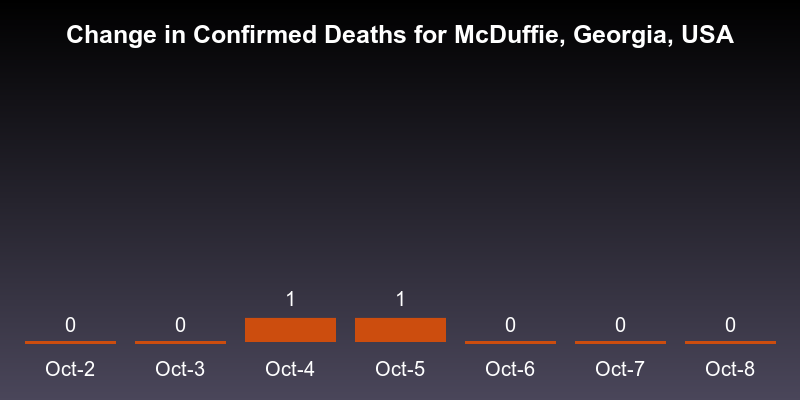 Change in Confirmed Deaths for McDuffie, Georgia, USA
0 0 1 1 0 0 0
Oct-2 Oct-3 Oct-4 Oct-5 Oct-6 Oct-7 Oct-8